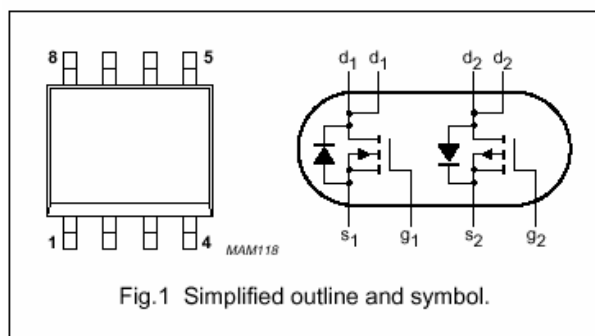 8 5
d1 d1 d2 d2
s1 g1 s2 g2
1 4
MAM118
Fig.1 Simplified outline and symbol.